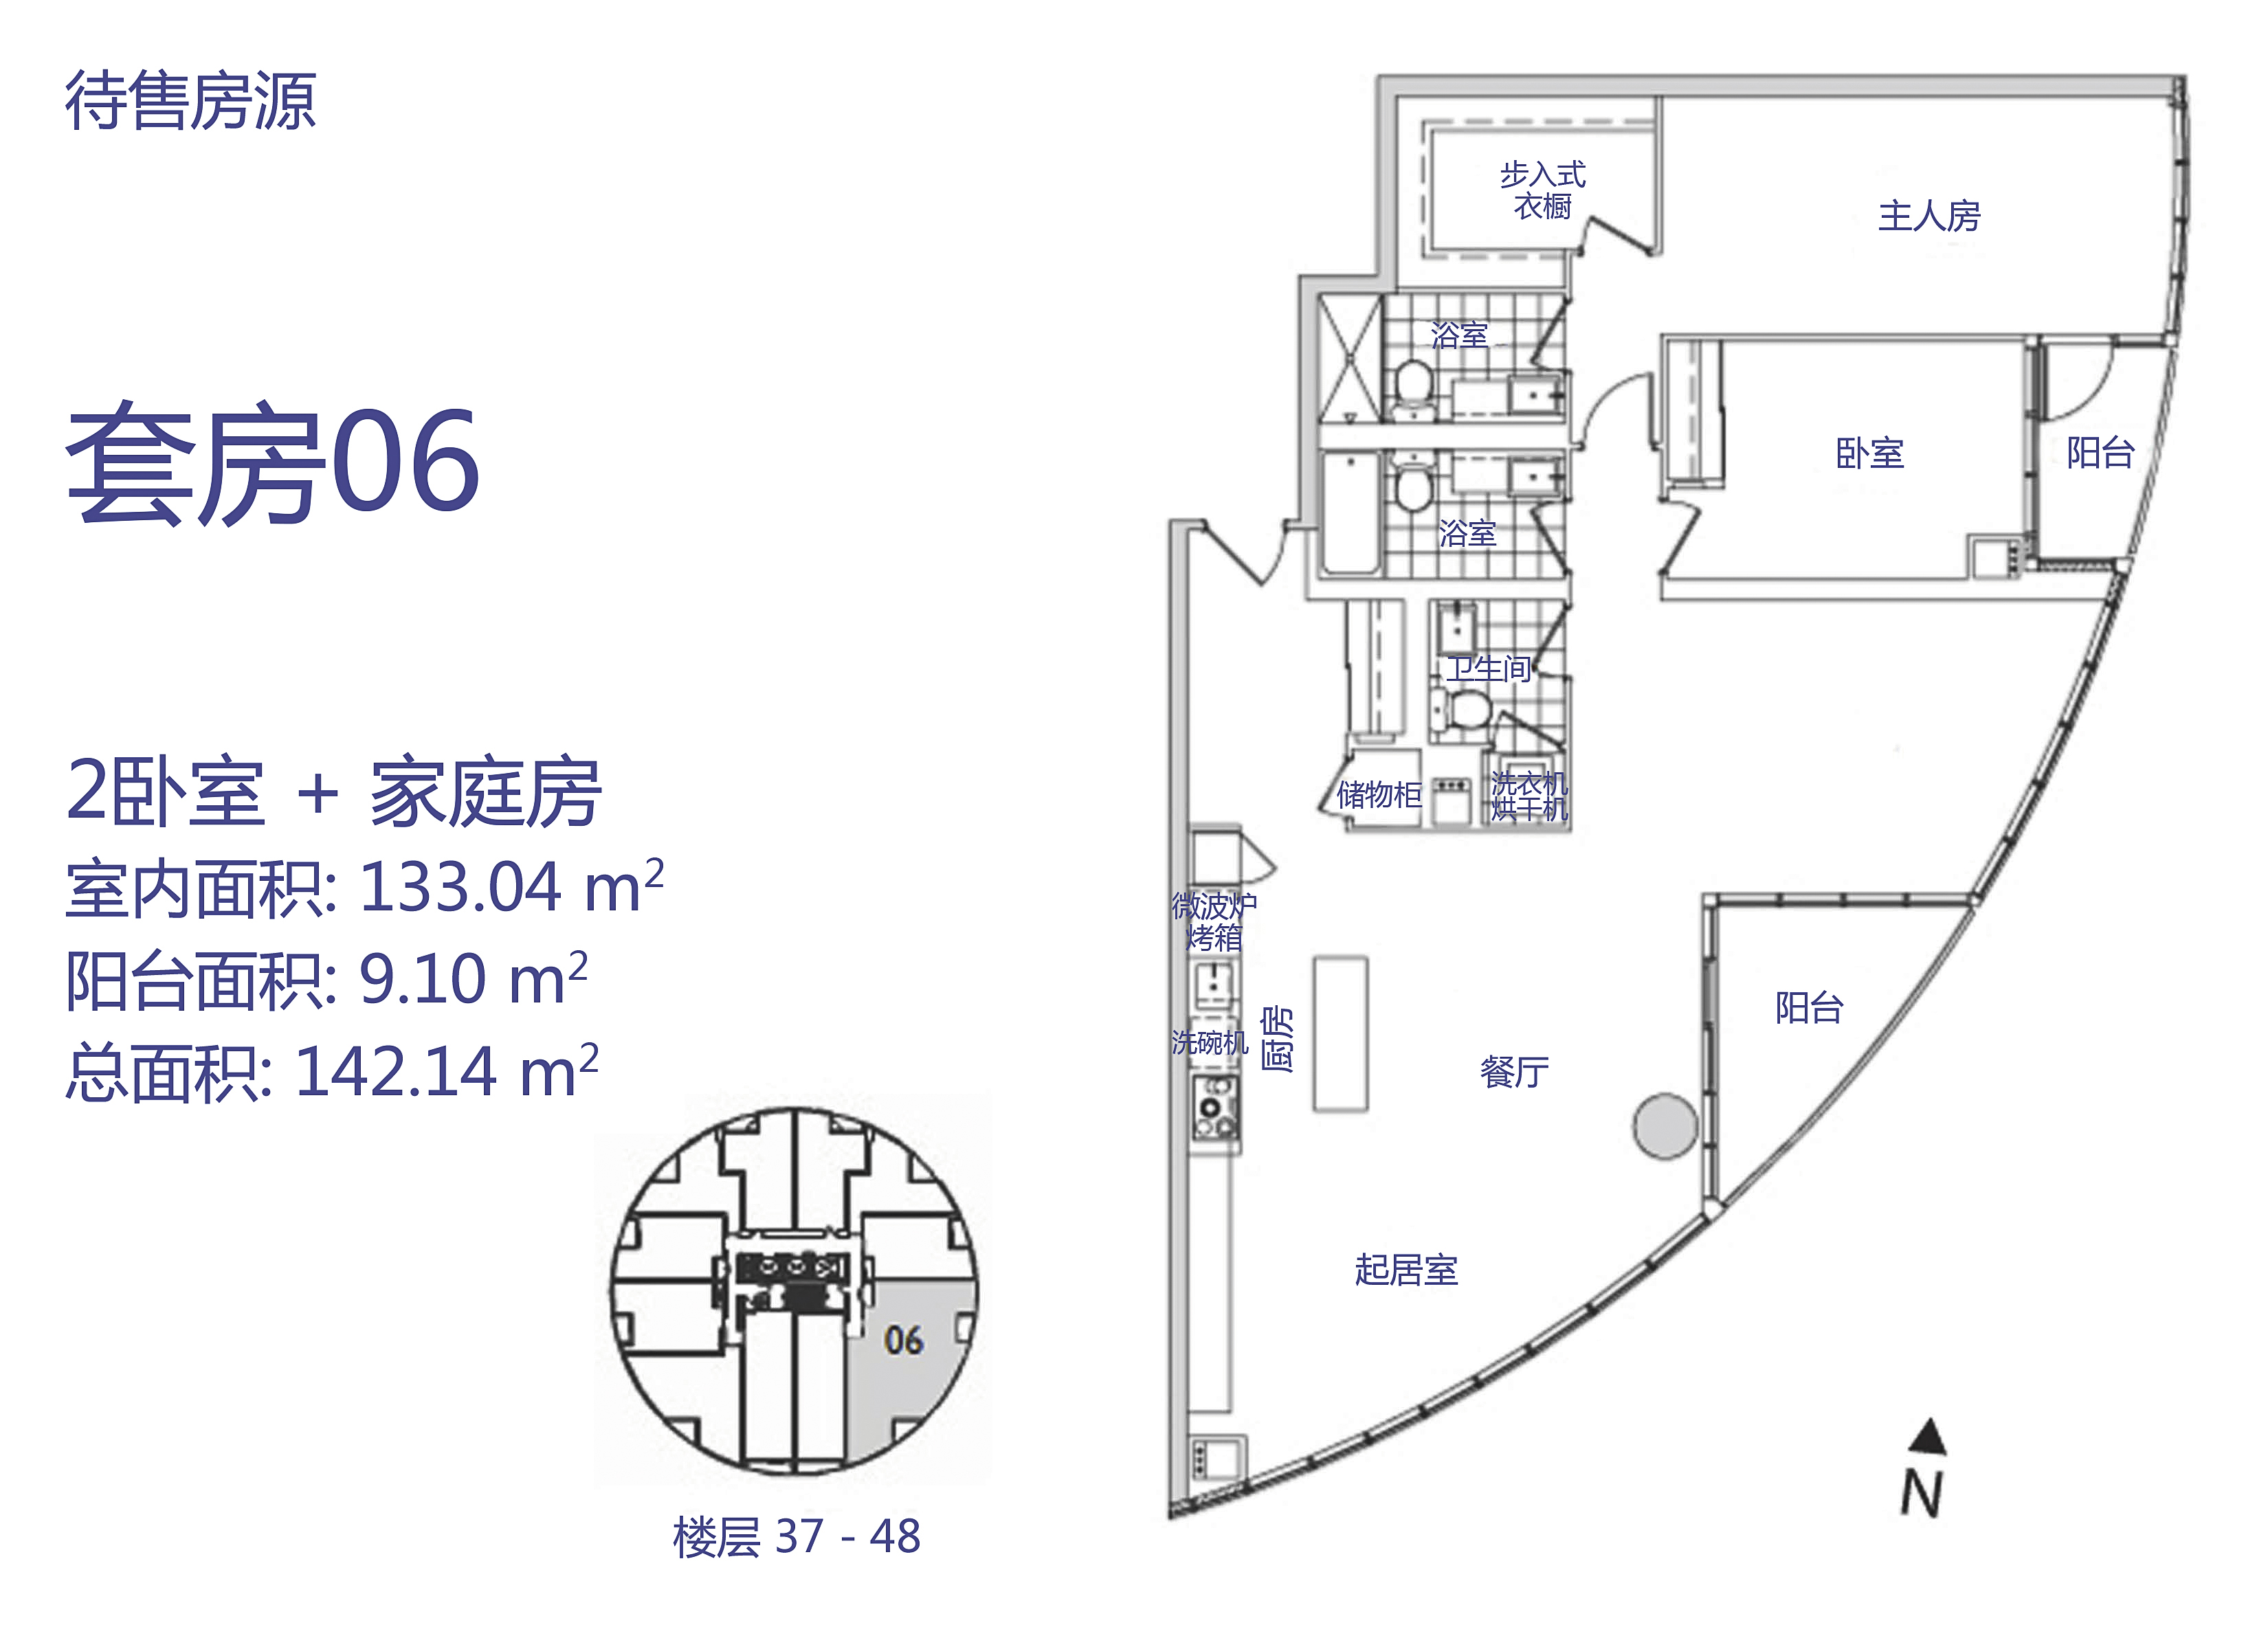 待售房源
套房06
2卧室 + 家庭房
室内面积: 133.04 m²
阳台面积: 9.10 m²
总面积: 142.14 m²
06
楼层 37 - 48
步入式
衣橱
主人房
浴室
卧室
阳台
浴室
卫生间
储物柜
洗衣机
烘干机
微波炉
烤箱
洗碗机
厨房
餐厅
阳台
起居室
N